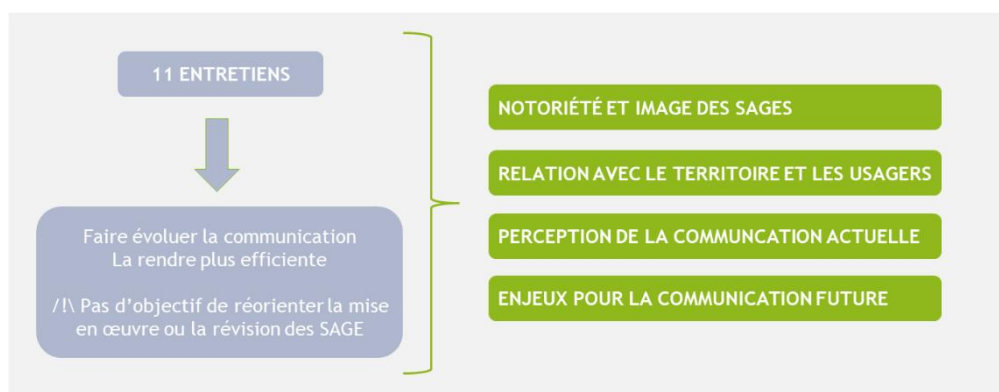 11 ENTRETIENS
Faire évoluer la communication
La rendre plus efficiente
/!\ Pas d'objectif de réorienter la mise
en œuvre ou la révision des SAGE
NOTORIÉTÉ ET IMAGE DES SAGES
RELATION AVEC LE TERRITOIRE ET LES USAGERS
PERCEPTION DE LA COMMUNCATION ACTUELLE
ENJEUX POUR LA COMMUNICATION FUTURE